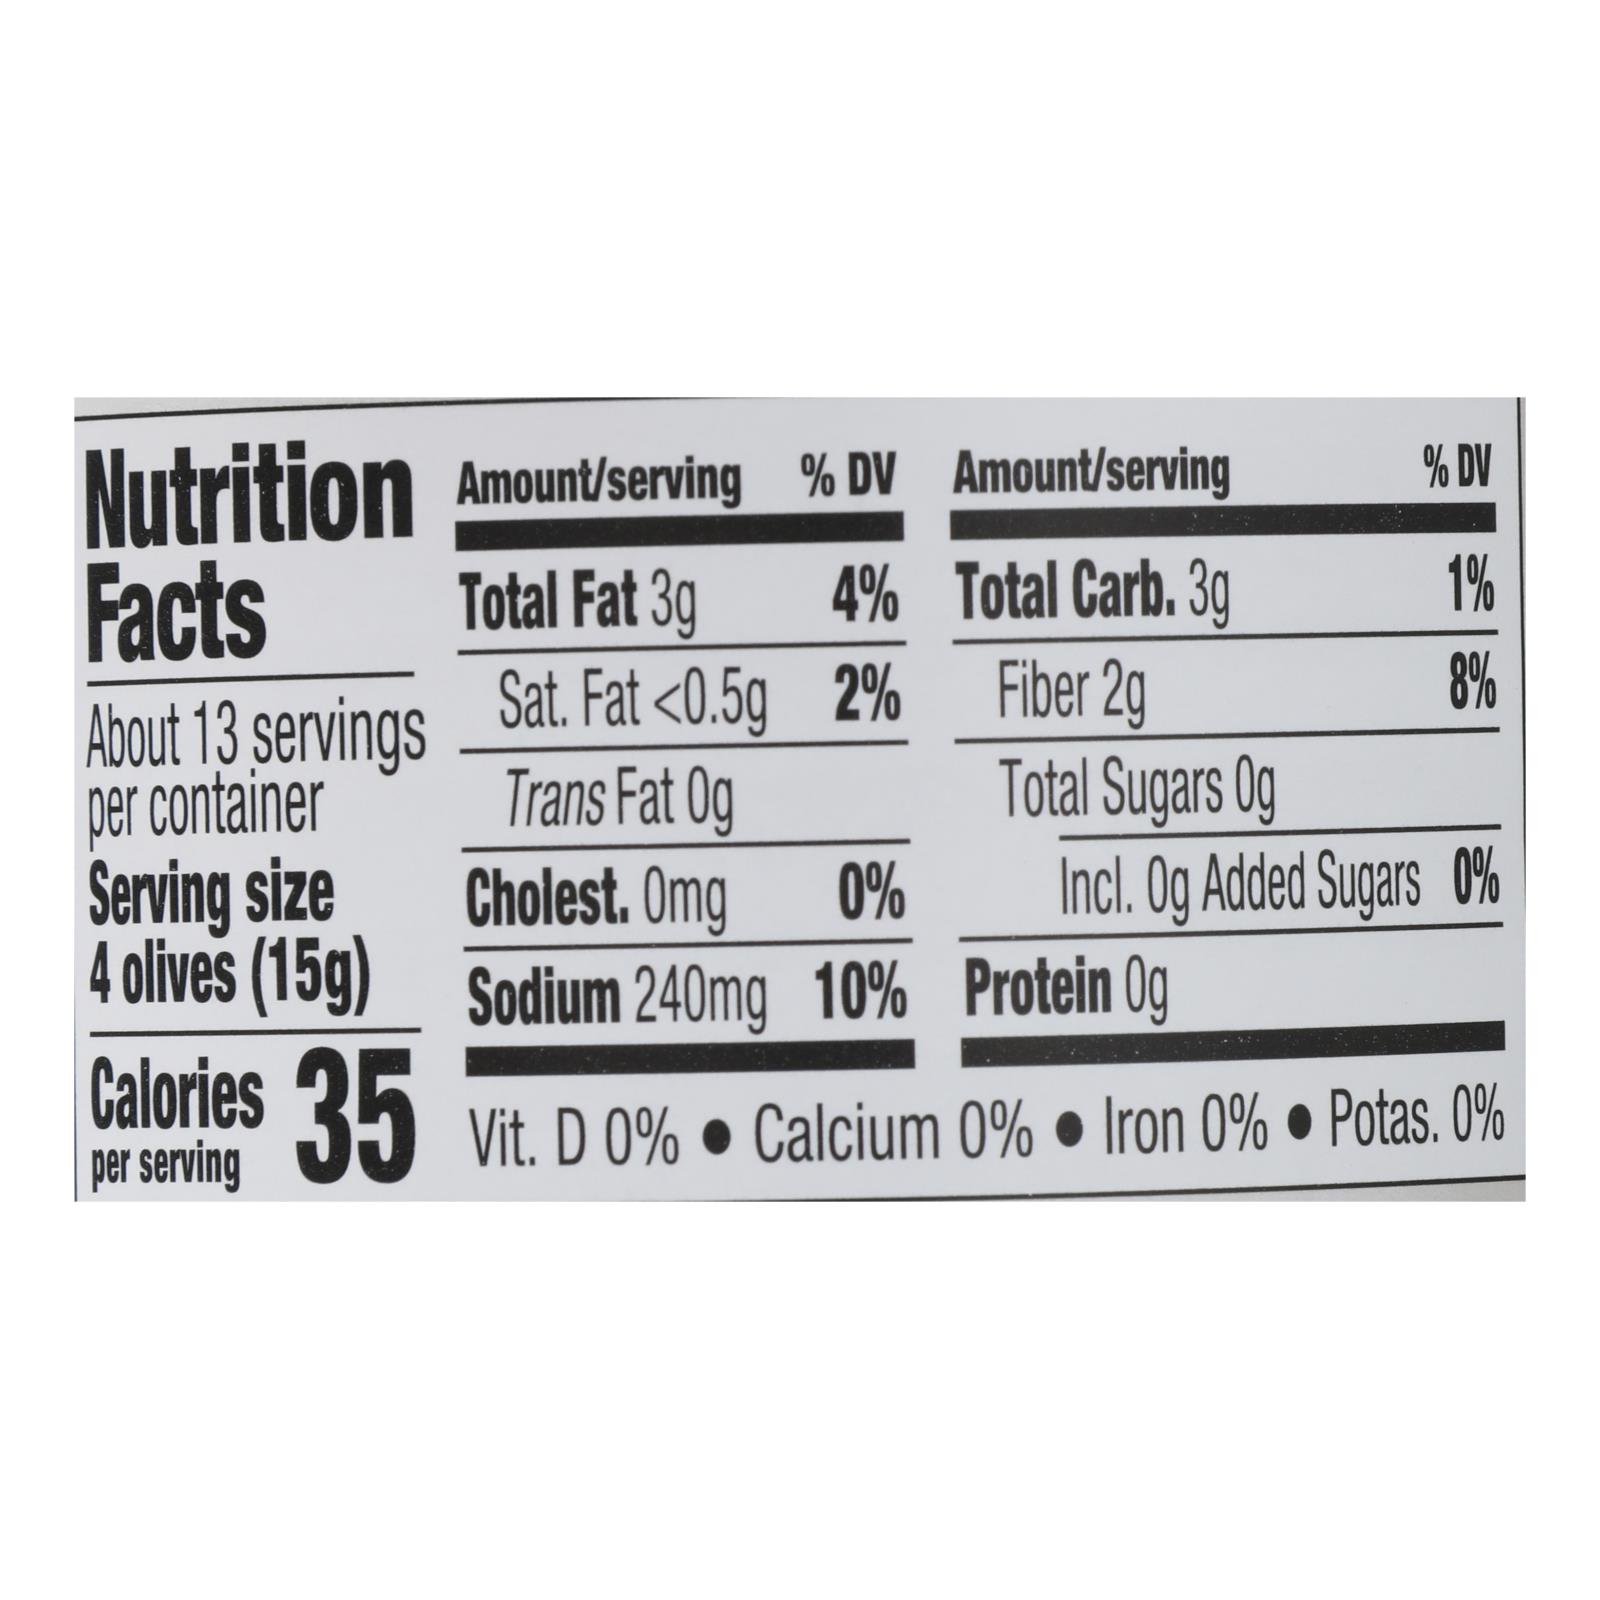 Nutrition
Facts
About 13 servings
per container
Serving size
4 olives (15g)
Calories 35
per serving
Amount/serving % DV
Total Fat 3g 4%
Sat. Fat <0.5g 2%
Trans Fat 0g
Cholest. 0mg 0%
Sodium 240mg 10%
Amount/serving % DV
Total Carb. 3g 1%
Fiber 2g 8%
Total Sugars 0g
Incl. 0g Added Sugars 0%
Protein 0g
Vit. D 0% ● Calcium 0% ● Iron 0% ● Potas. 0%